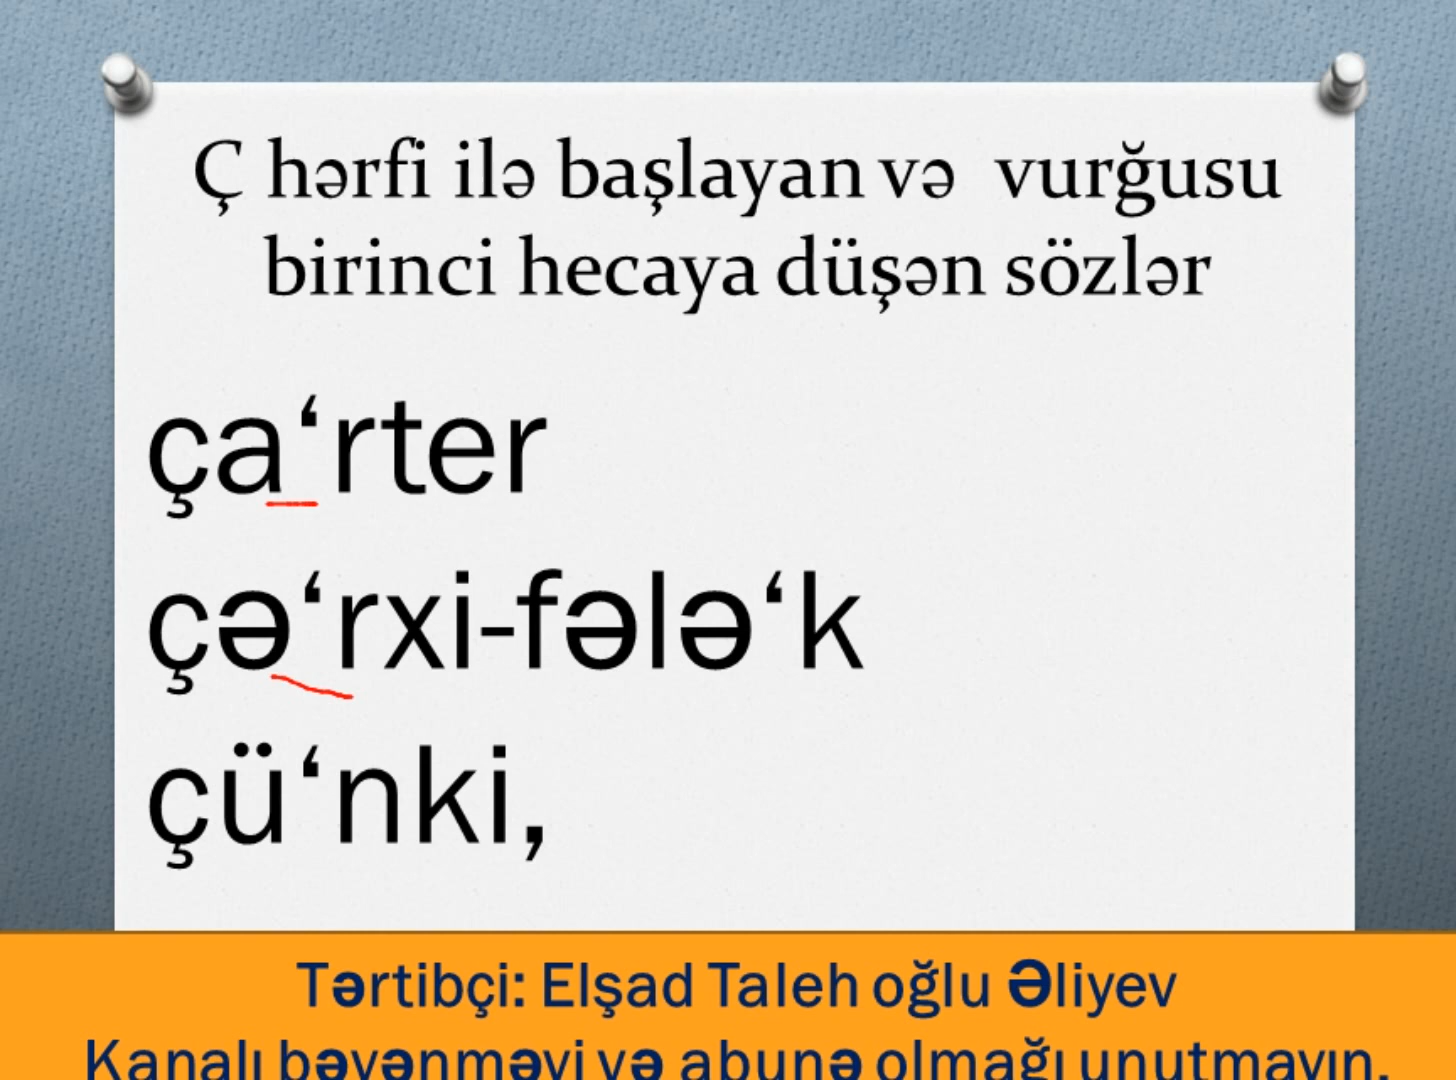 Ç hərfi ilə başlayan və vurğusu
birinci hecaya düşən sözlər
ça‘rter
çə‘rxi-fələ‘k
çü‘nki,
Tərtibçi: Elşad Taleh oğlu Əliyev
Kanalı bəyənməyi və abunə olmağı unutmayın.